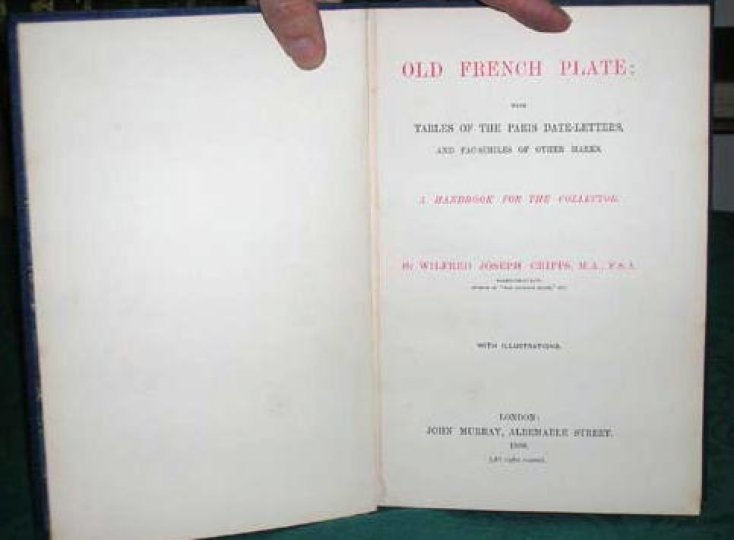 OLD FRENCH PLATE:
WITH
TABLES OF THE PARIS DATE-LETTERS,
AND FAC-SIMILES OF OTHER MARKS.
A HANDBOOK FOR THE COLLECTOR.
By WILFRED JOSEPH CRIPPS, M.A., F.S.A.
WITH ILLUSTRATIONS.
LONDON:
JOHN MURRAY, ALBEMARLE STREET.